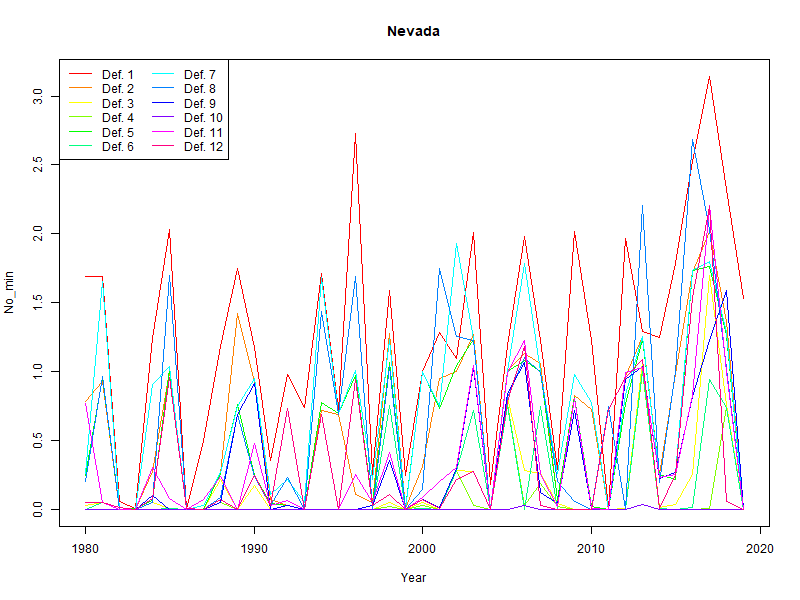 Nevada
Def. 1 Def. 7
Def. 2 Def. 8
Def. 3 Def. 9
Def. 4 Def. 10
Def. 5 Def. 11
Def. 6 Def. 12
No_min
3.0
2.5
2.0
1.5
1.0
0.5
0.0
1980 1990 2000 2010 2020
Year